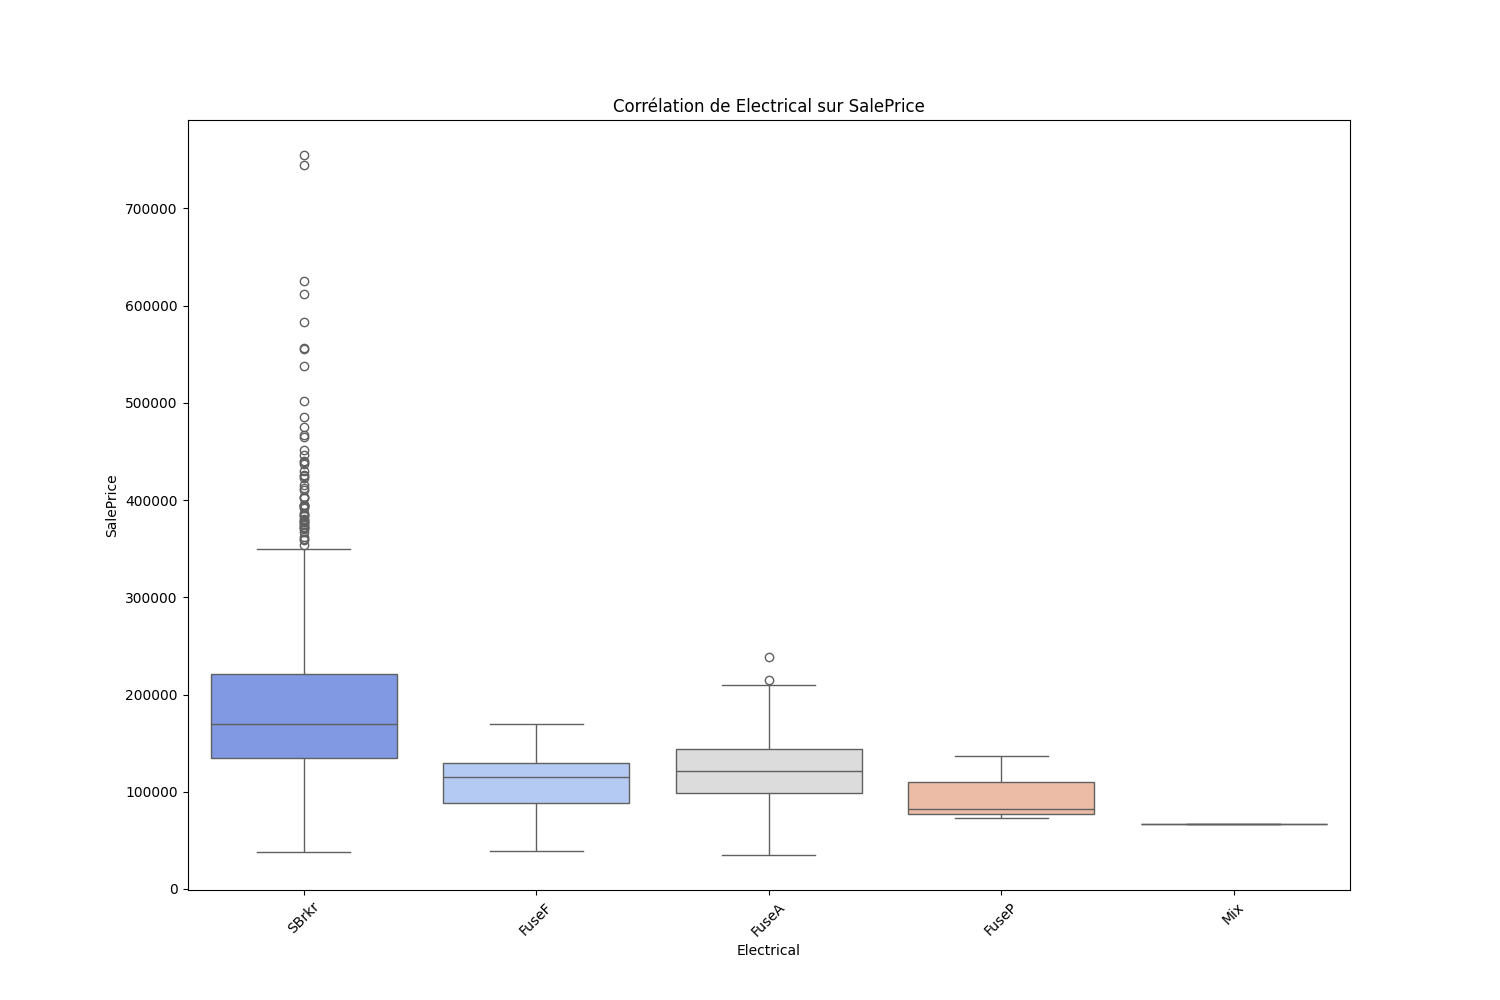 Corrélation de Electrical sur SalePrice
700000
600000
500000
400000
300000
200000
100000
0
SalePrice
SBrkr
FuseF
FuseA
FuseP
Mix
Electrical